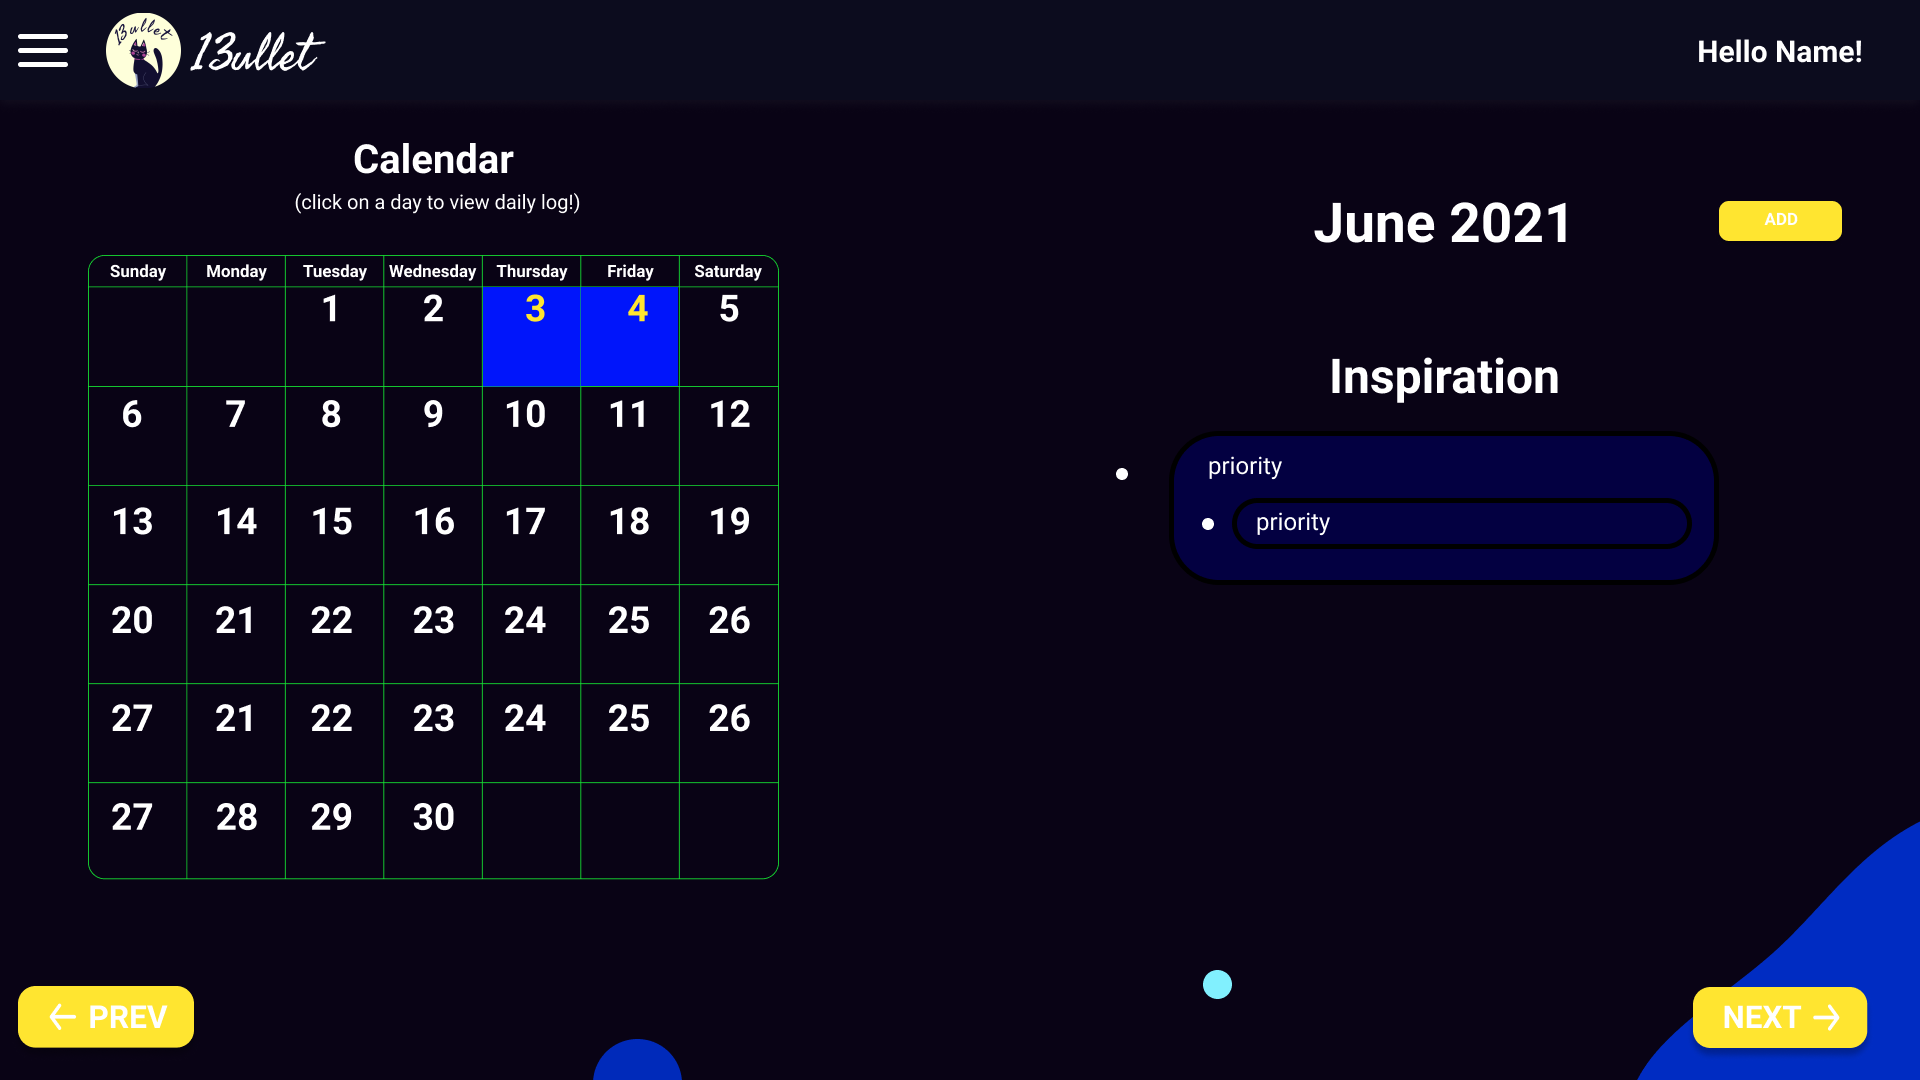 13ullet
13ullet
Hello Name!
Calendar
(click on a day to view daily log!)
Sunday Monday Tuesday Wednesday Thursday Friday Saturday
1 2 3 4 5
6 7 8 9 10 11 12
13 14 15 16 17 18 19
20 21 22 23 24 25 26
27 21 22 23 24 25 26
27 28 29 30
June 2021
ADD
Inspiration
priority
priority
PREV
NEXT